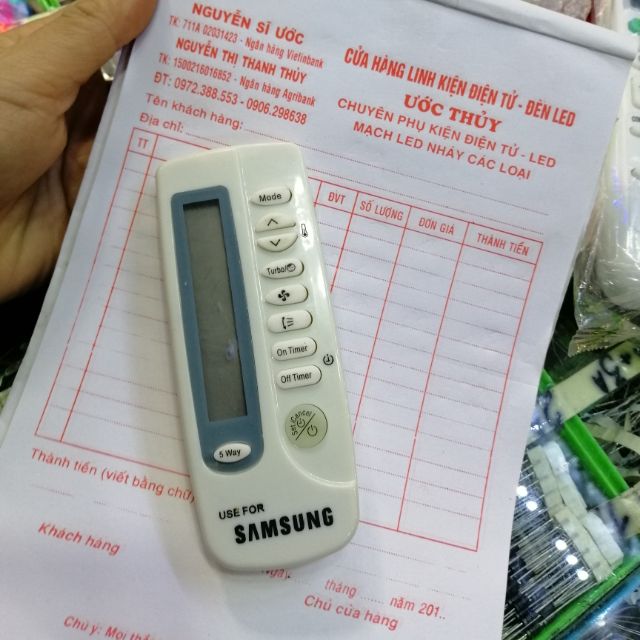 NGUYỄN SĨ ƯỚC
TK: 711A 02031423 - Ngân hàng Vietinbank
NGUYỄN THỊ THANH THỦY
TK: 1500216016852 - Ngân hàng Agribank
ĐT: 0972.388.553 - 0906.298638
CỬA HÀNG LINH KIỆN ĐIỆN TỬ - ĐÈN LED
ƯỚC THỦY
CHUYÊN PHỤ KIỆN ĐIỆN TỬ - LED
MẠCH LED NHÁY CÁC LOẠI
Tên khách hàng:
Địa chỉ:
TT
ĐVT
SỐ LƯỢNG
ĐƠN GIÁ
THÀNH TIỀN
Mode
Turbo
On Timer
Off Timer
Set Cancel
5 Way
USE FOR
SAMSUNG
Thành tiền (viết bằng chữ)
Ngày
tháng
năm 201..
Khách hàng
Chủ cửa hàng
Chú ý: Mọi